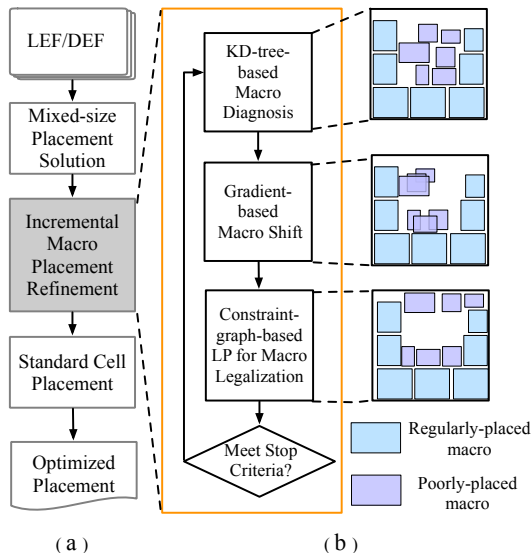 LEF/DEF
Mixed-size
Placement
Solution
Incremental
Macro
Placement
Refinement
Standard Cell
Placement
Optimized
Placement
(a)
KD-tree-
based
Macro
Diagnosis
Gradient-
based
Macro Shift
Constraint-
graph-based
LP for Macro
Legalization
Meet Stop
Criteria?
Regularly-placed
macro
Poorly-placed
macro
(b)